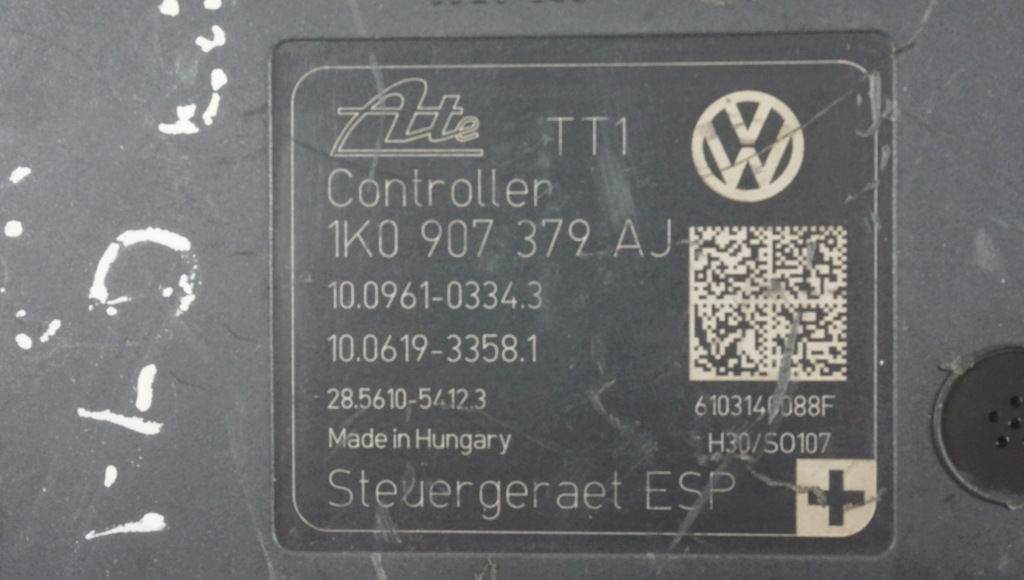 Ate
TT1
Controller
1K0 907 379 AJ
10.0961-0334.3
10.0619-3358.1
28.5610-5412.3
6103140088F
Made in Hungary
H30/SO107
Steuergeraet ESP